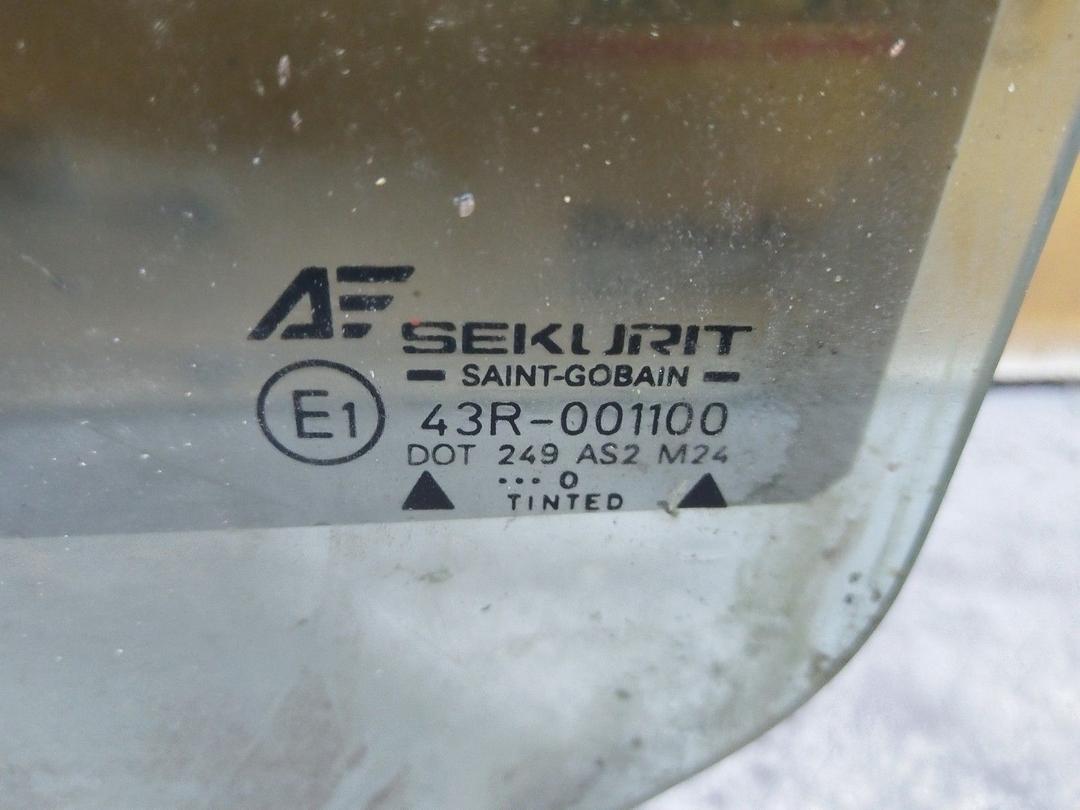 AF
SEKURIT
SAINT-GOBAIN
E1
43R-001100
DOT 249 AS2 M24
... 0
TINTED